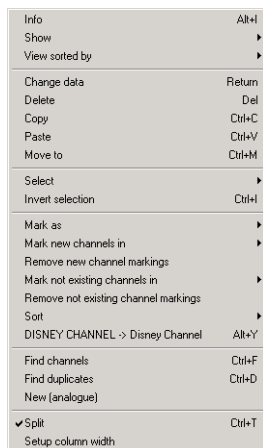 Info Alt+I
Show
View sorted by
Change data Return
Delete Del
Copy Ctrl+C
Paste Ctrl+V
Move to Ctrl+M
Select
Invert selection Ctrl+I
Mark as
Mark new channels in
Remove new channel markings
Mark not existing channels in
Remove not existing channel markings
Sort
DISNEY CHANNEL -> Disney Channel Alt+Y
Find channels Ctrl+F
Find duplicates Ctrl+D
New (analogue)
Split Ctrl+T
Setup column width